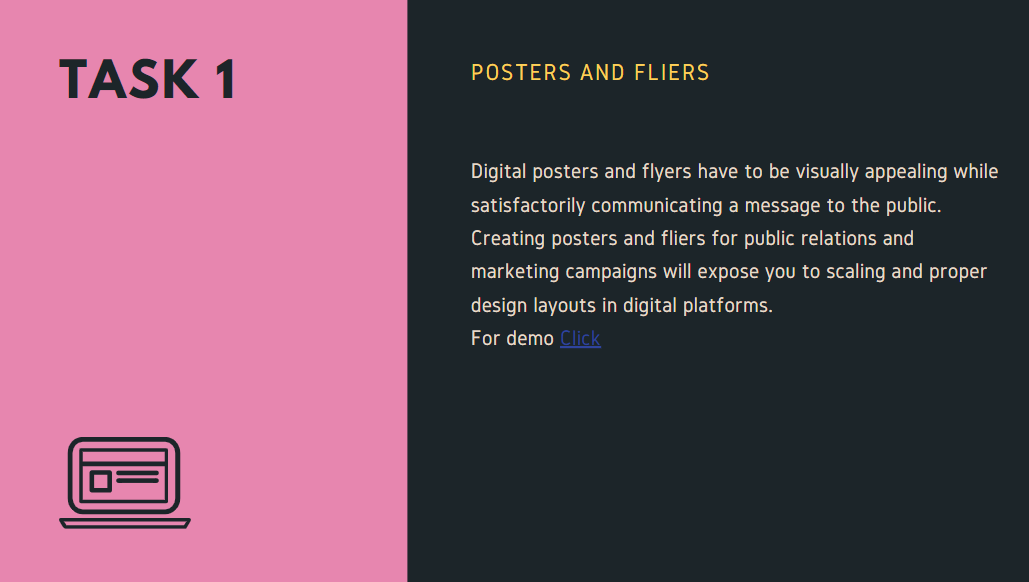 TASK 1
POSTERS AND FLIERS
Digital posters and flyers have to be visually appealing while
satisfactorily communicating a message to the public.
Creating posters and fliers for public relations and
marketing campaigns will expose you to scaling and proper
design layouts in digital platforms.
For demo Click